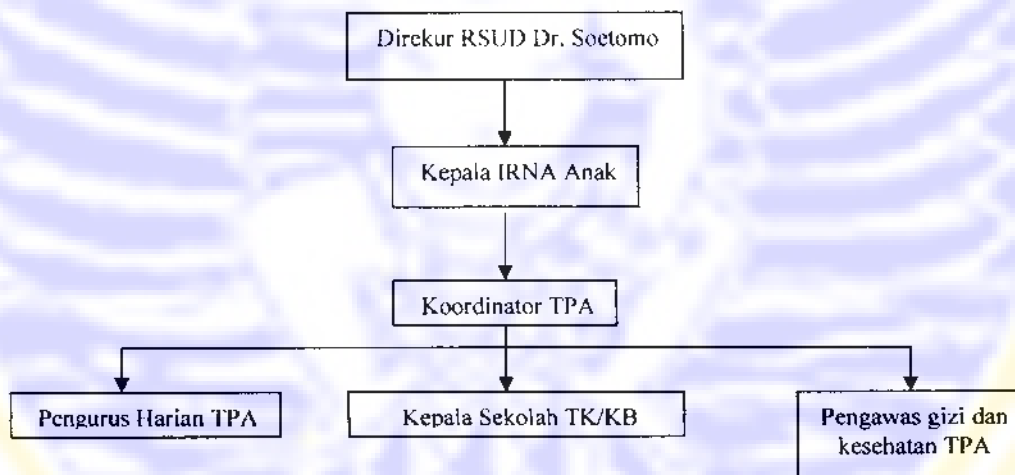 Direkur RSUD Dr. Soetomo
Kepala IRNA Anak
Koordinator TPA
Pengurus Harian TPA
Kepala Sekolah TK/KB
Pengawas gizi dan
kesehatan TPA